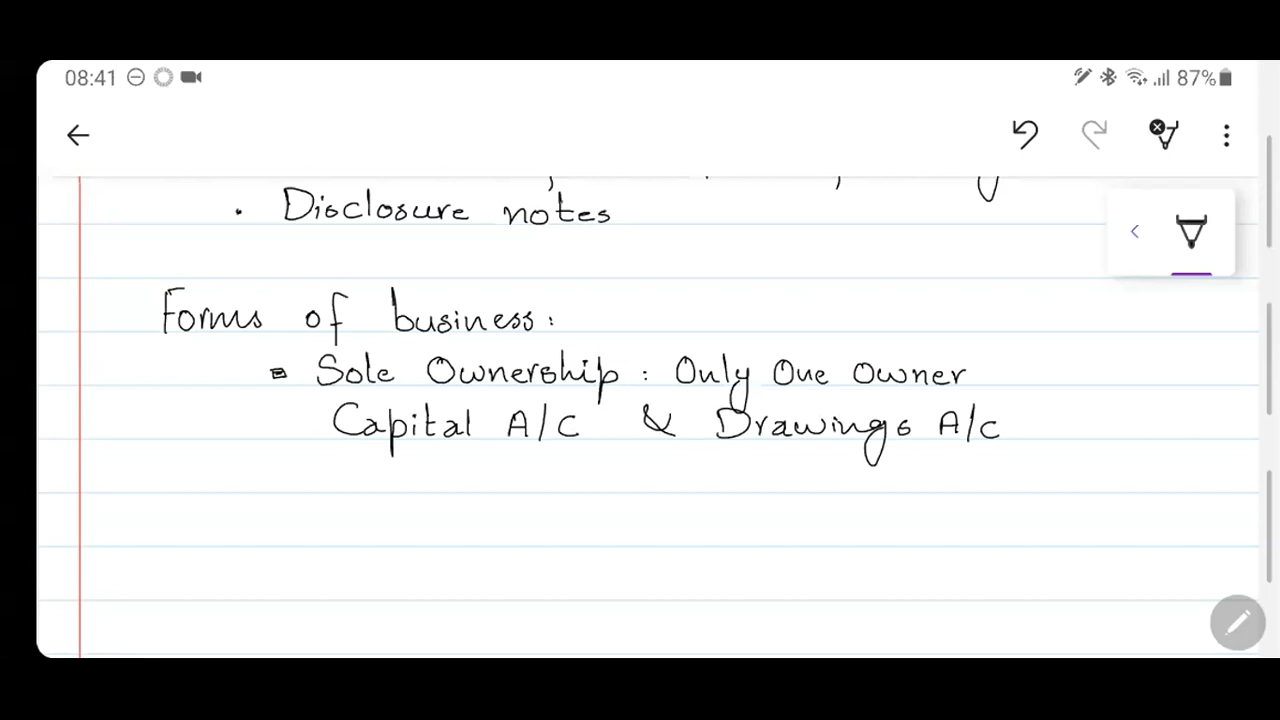 08:41 87%
. Disclosure notes
Forms of business:
Sole Ownership : Only One Owner
Capital A/C & Drawings A/c